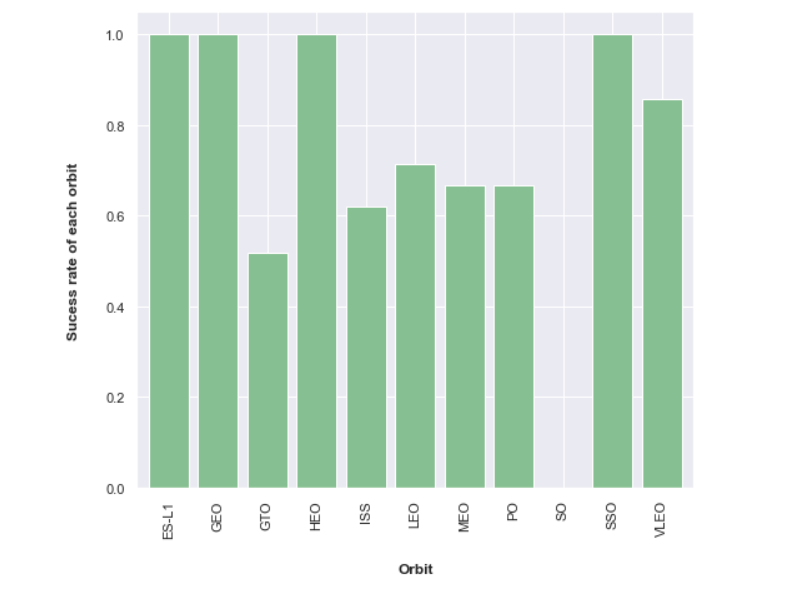 1.0
0.8
0.6
0.4
0.2
0.0
Sucess rate of each orbit
ES-L1
GEO
GTO
HEO
ISS
LEO
MEO
PO
SO
SSO
VLEO
Orbit